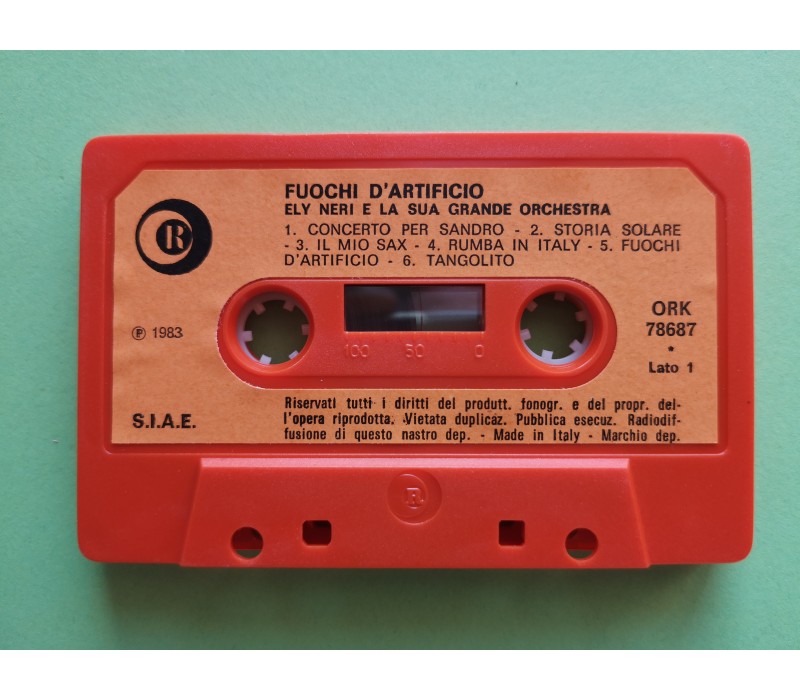 R
FUOCHI D'ARTIFICIO
ELY NERI E LA SUA GRANDE ORCHESTRA
1. CONCERTO PER SANDRO - 2. STORIA SOLARE
- 3. IL MIO SAX - 4. RUMBA IN ITALY - 5. FUOCHI
D'ARTIFICIO - 6. TANGOLITO
℗ 1983
ORK
78687
*
Lato 1
100 50 0
S.I.A.E.
Riservati tutti i diritti del produtt. fonogr. e del propr. del-
l'opera riprodotta. Vietata duplicaz. Pubblica esecuz. Radiodif-
fusione di questo nastro dep. - Made in Italy - Marchio dep.
R